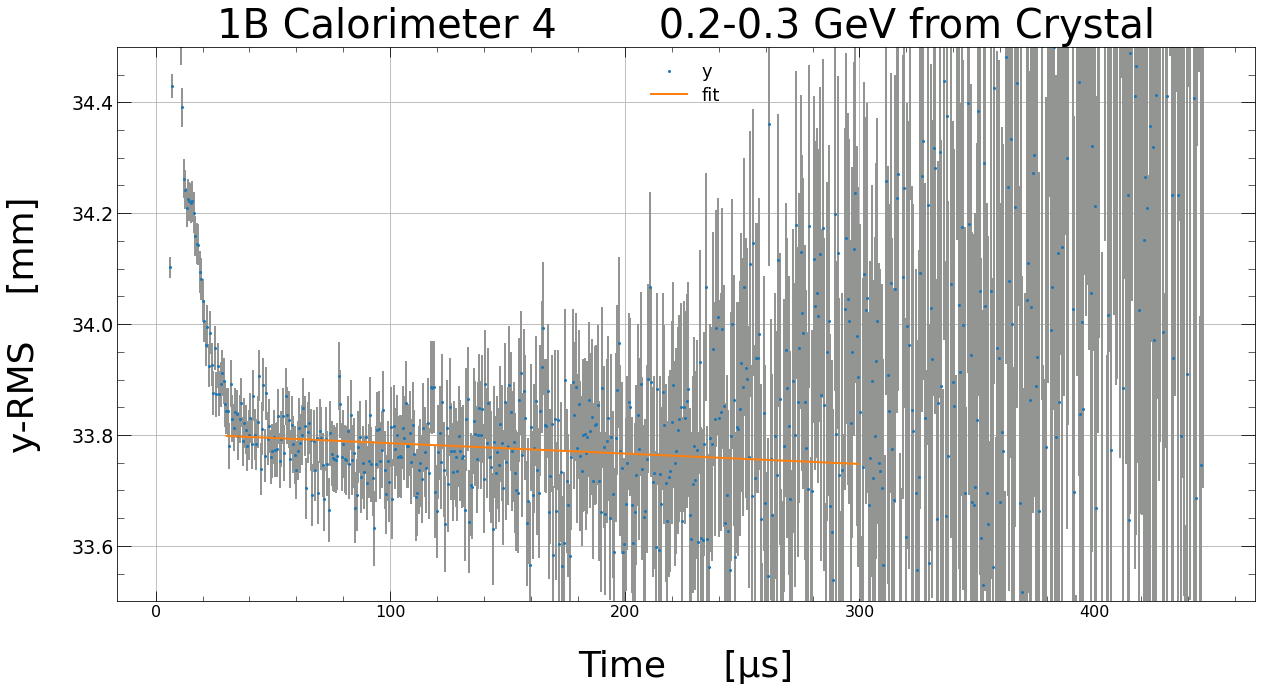 1B Calorimeter 4 0.2-0.3 GeV from Crystal
y
fit
34.4
34.2
34.0
33.8
33.6
y-RMS [mm]
0 100 200 300 400
Time [µs]